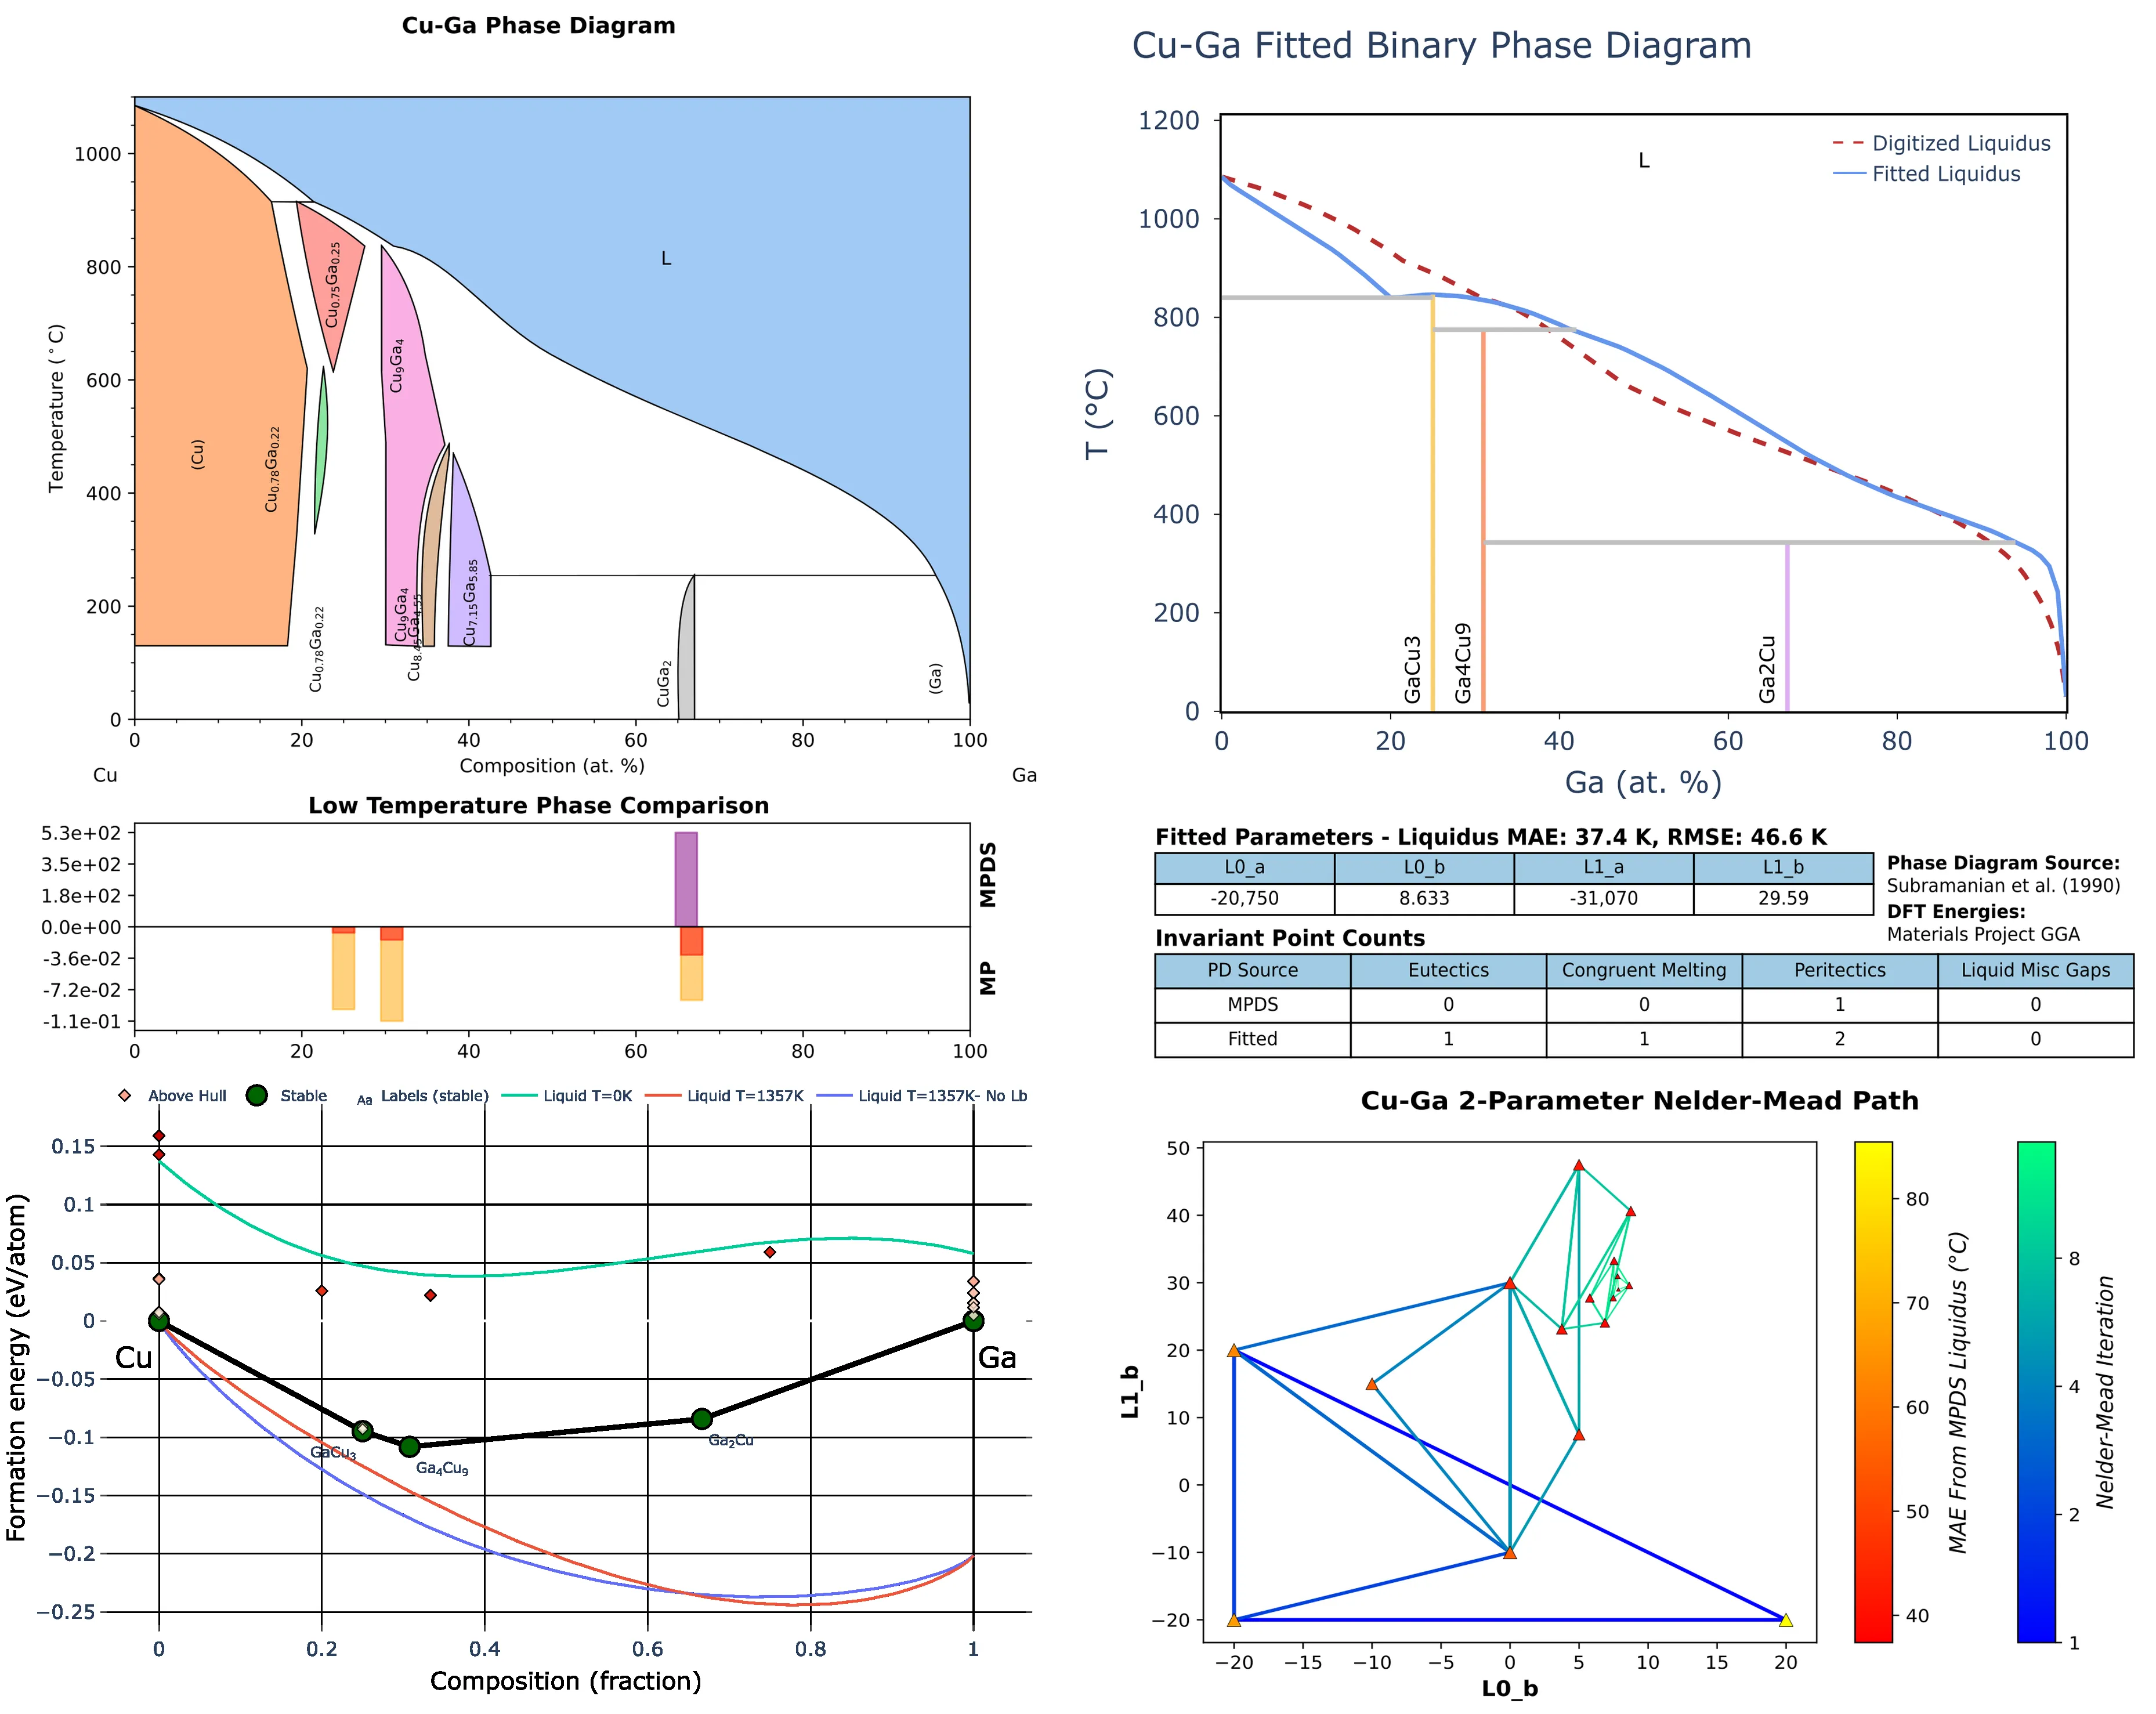 Cu-Ga Phase Diagram
Temperature (°C)
1000
800
600
400
200
0
0 20 40 60 80 100
Composition (at. %)
Cu
Ga
L
(Cu)
Cu0.78Ga0.22
Cu0.75Ga0.25
Cu0.78Ga0.22
Cu9Ga4
Cu9Ga4
Cu8.45Ga4.55
Cu7.15Ga5.85
CuGa2
(Ga)
Cu-Ga Fitted Binary Phase Diagram
T (°C)
1200
1000
800
600
400
200
0
0 20 40 60 80 100
Ga (at. %)
L
Digitized Liquidus
Fitted Liquidus
GaCu3
Ga4Cu9
Ga2Cu
Low Temperature Phase Comparison
5.3e+02
3.5e+02
1.8e+02
0.0e+00
-3.6e-02
-7.2e-02
-1.1e-01
MPDS
MP
0 20 40 60 80 100
Fitted Parameters - Liquidus MAE: 37.4 K, RMSE: 46.6 K
L0_a L0_b L1_a L1_b
-20,750 8.633 -31,070 29.59
Phase Diagram Source:
Subramanian et al. (1990)
DFT Energies:
Materials Project GGA
Invariant Point Counts
PD Source Eutectics Congruent Melting Peritectics Liquid Misc Gaps
MPDS 0 0 1 0
Fitted 1 1 2 0
Above Hull Stable Aa Labels (stable) Liquid T=0K Liquid T=1357K Liquid T=1357K- No Lb
Formation energy (eV/atom)
0.15
0.1
0.05
0
−0.05
−0.1
−0.15
−0.2
−0.25
Cu
Ga
GaCu3
Ga4Cu9
Ga2Cu
0 0.2 0.4 0.6 0.8 1
Composition (fraction)
Cu-Ga 2-Parameter Nelder-Mead Path
L1_b
50
40
30
20
10
0
−10
−20
−20 −15 −10 −5 0 5 10 15 20
L0_b
80
70
60
50
40
MAE From MPDS Liquidus (°C)
8
4
2
1
Nelder-Mead Iteration